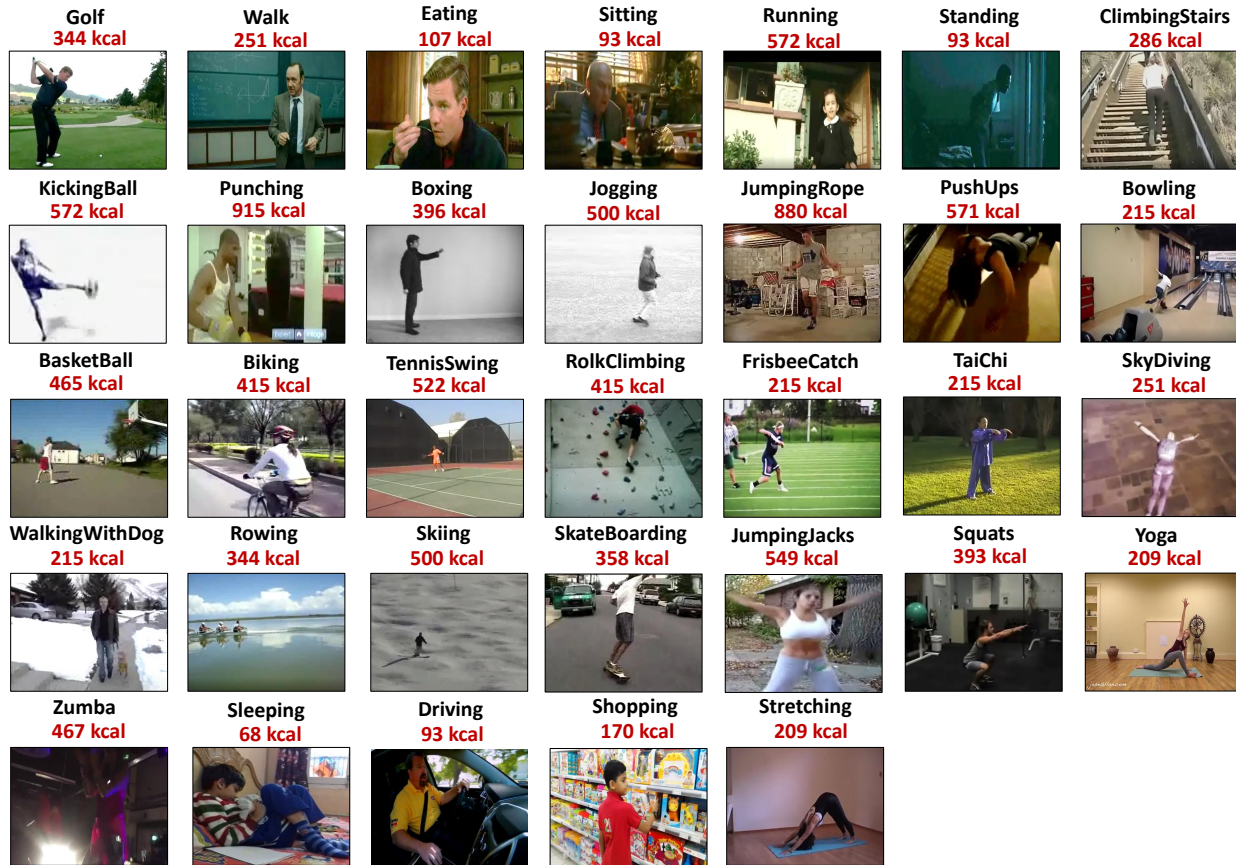 Golf
344 kcal
Walk
251 kcal
Eating
107 kcal
Sitting
93 kcal
Running
572 kcal
Standing
93 kcal
ClimbingStairs
286 kcal
KickingBall
572 kcal
Punching
915 kcal
Boxing
396 kcal
Jogging
500 kcal
JumpingRope
880 kcal
PushUps
571 kcal
Bowling
215 kcal
BasketBall
465 kcal
Biking
415 kcal
TennisSwing
522 kcal
RolkClimbing
415 kcal
FrisbeeCatch
215 kcal
TaiChi
215 kcal
SkyDiving
251 kcal
WalkingWithDog
215 kcal
Rowing
344 kcal
Skiing
500 kcal
SkateBoarding
358 kcal
JumpingJacks
549 kcal
Squats
393 kcal
Yoga
209 kcal
Zumba
467 kcal
Sleeping
68 kcal
Driving
93 kcal
Shopping
170 kcal
Stretching
209 kcal